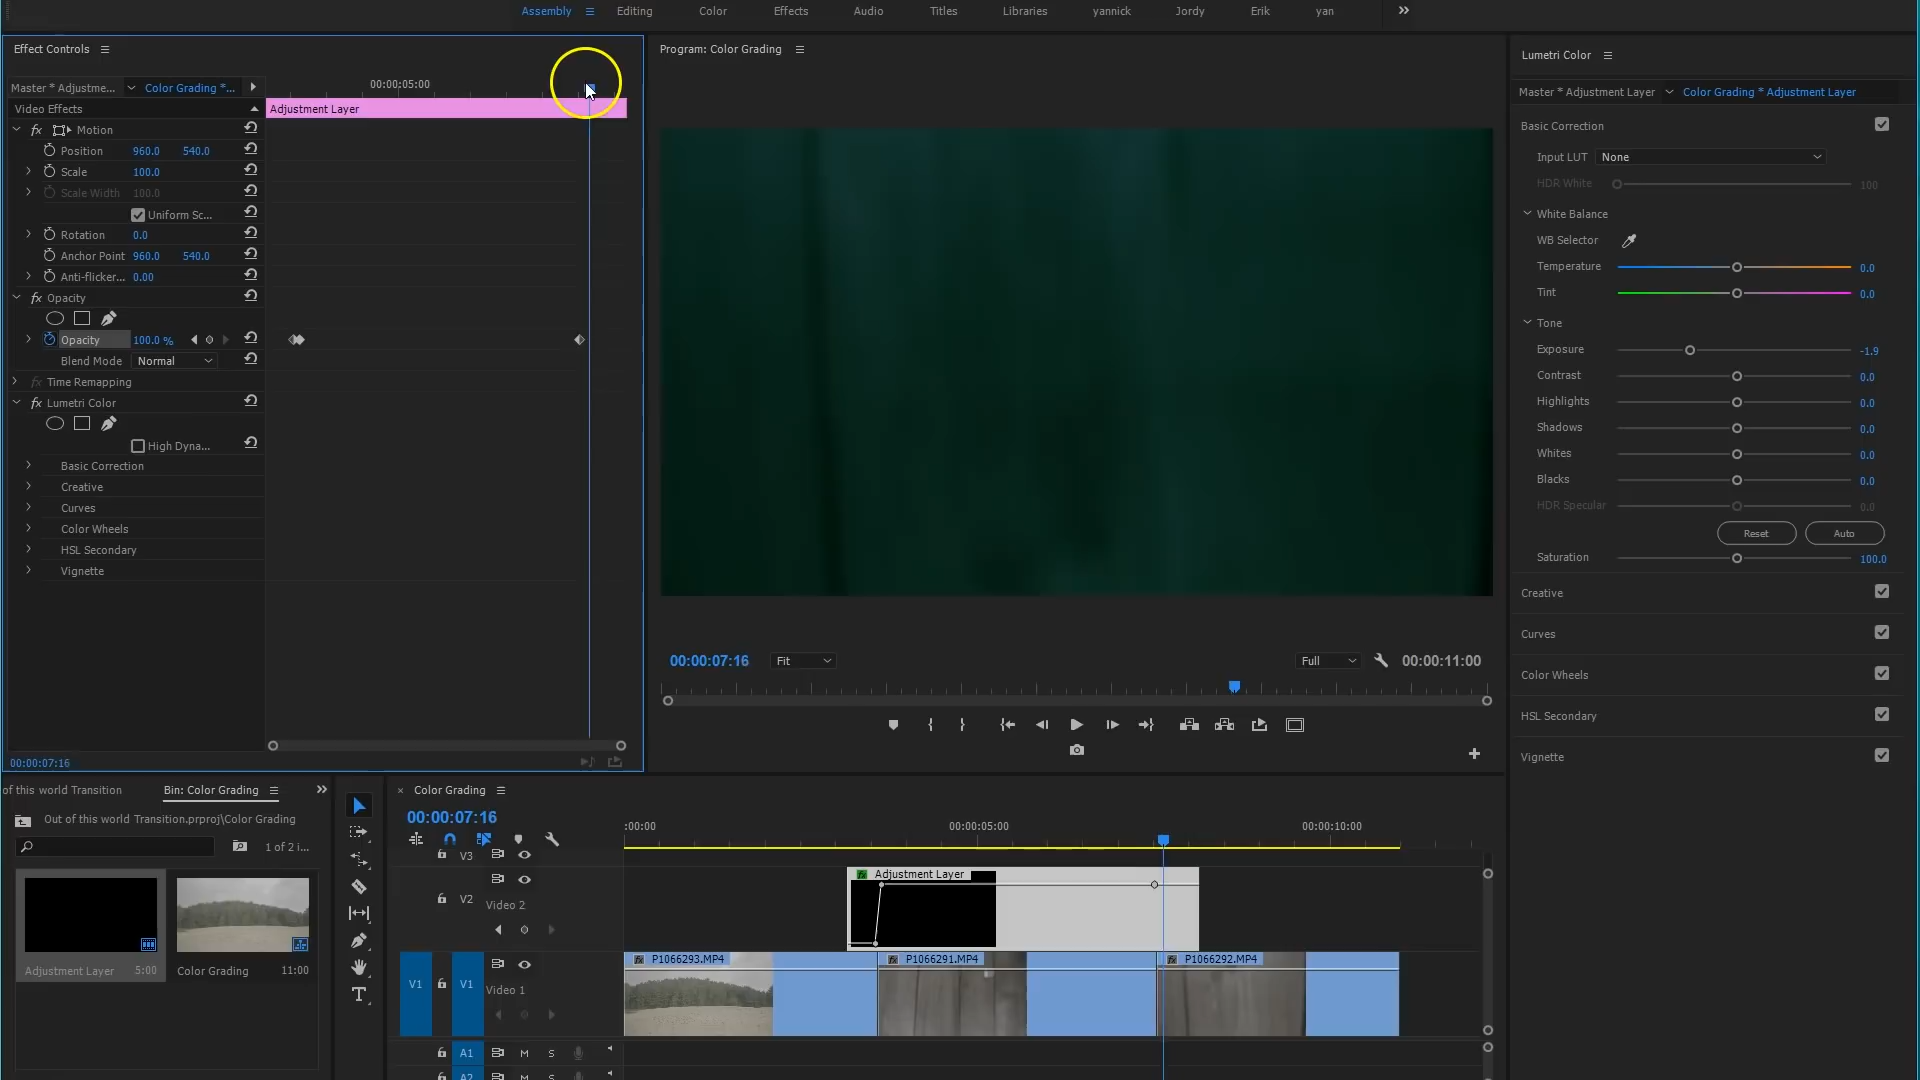 Assembly Editing Color Effects Audio Titles Libraries yannick Jordy Erik yan
Effect Controls
Master * Adjustme... Color Grading *...
00:00:05:00
Adjustment Layer
Video Effects
fx Motion
Position 960.0 540.0
Scale 100.0
Scale Width 100.0
Uniform Sc...
Rotation 0.0
Anchor Point 960.0 540.0
Anti-flicker... 0.00
fx Opacity
Opacity 100.0 %
Blend Mode Normal
fx Time Remapping
fx Lumetri Color
High Dyna...
Basic Correction
Creative
Curves
Color Wheels
HSL Secondary
Vignette
00:00:07:16
Program: Color Grading
00:00:07:16 Fit Full 00:00:11:00
Lumetri Color
Master * Adjustment Layer Color Grading * Adjustment Layer
Basic Correction
Input LUT None
HDR White 100
White Balance
WB Selector
Temperature 0.0
Tint 0.0
Tone
Exposure -1.9
Contrast 0.0
Highlights 0.0
Shadows 0.0
Whites 0.0
Blacks 0.0
HDR Specular 0.0
Reset Auto
Saturation 100.0
Creative
Curves
Color Wheels
HSL Secondary
Vignette
of this world Transition Bin: Color Grading
Out of this world Transition.prproj\Color Grading
1 of 2 i...
Adjustment Layer 5:00
Color Grading 11:00
× Color Grading
00:00:07:16
:00:00 00:00:05:00 00:00:10:00
V3
V2 Video 2
fx Adjustment Layer
V1 V1 Video 1
fx P1066293.MP4 fx P1066291.MP4 fx P1066292.MP4
A1 M S
A2 M S